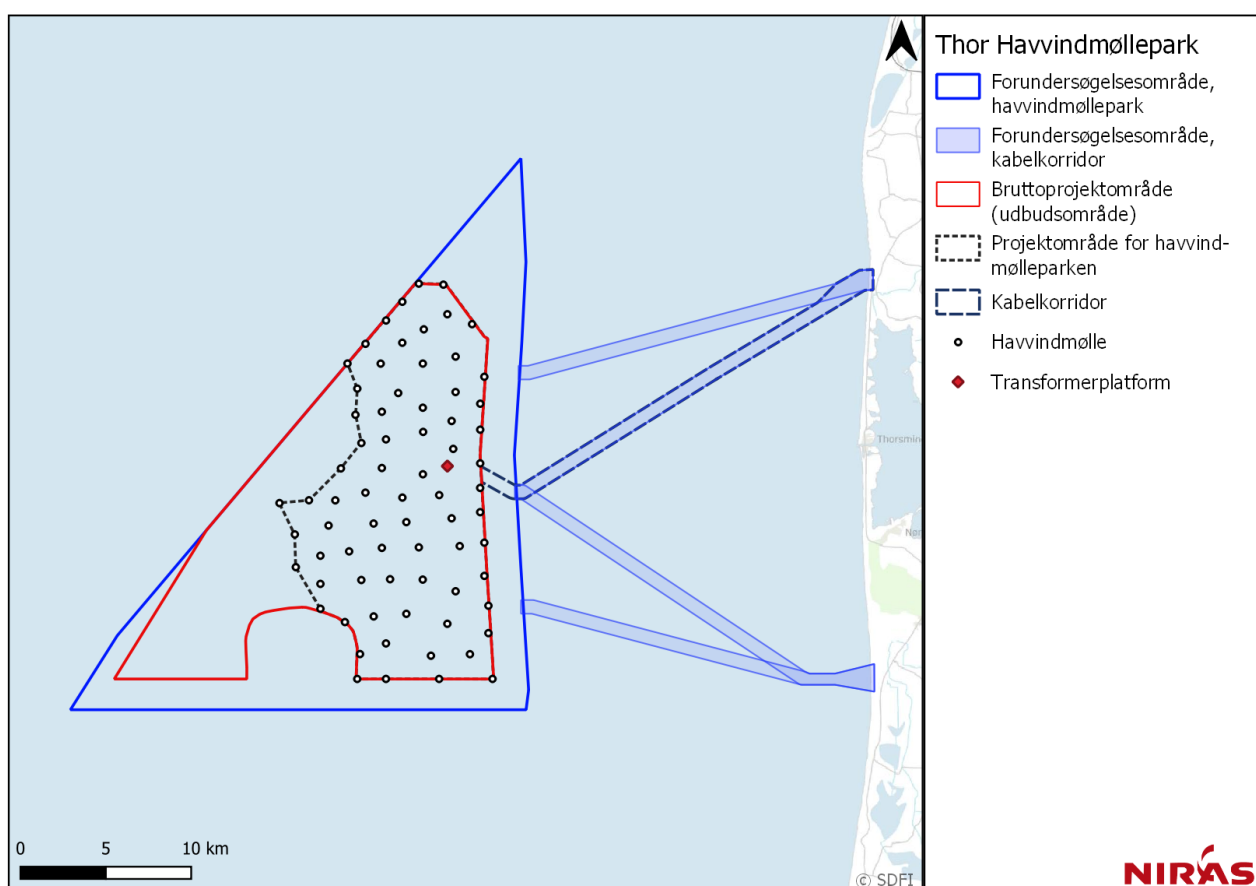 Thor Havvindmøllepark
Forundersøgelsesområde,
havvindmøllepark
Forundersøgelsesområde,
kabelkorridor
Bruttoprojektområde
(udbudsområde)
Projektområde for havvind-
mølleparken
Kabelkorridor
Havvindmølle
Transformerplatform
Thorsmin
Nør
0 5 10 km
© SDFI
NIRAS